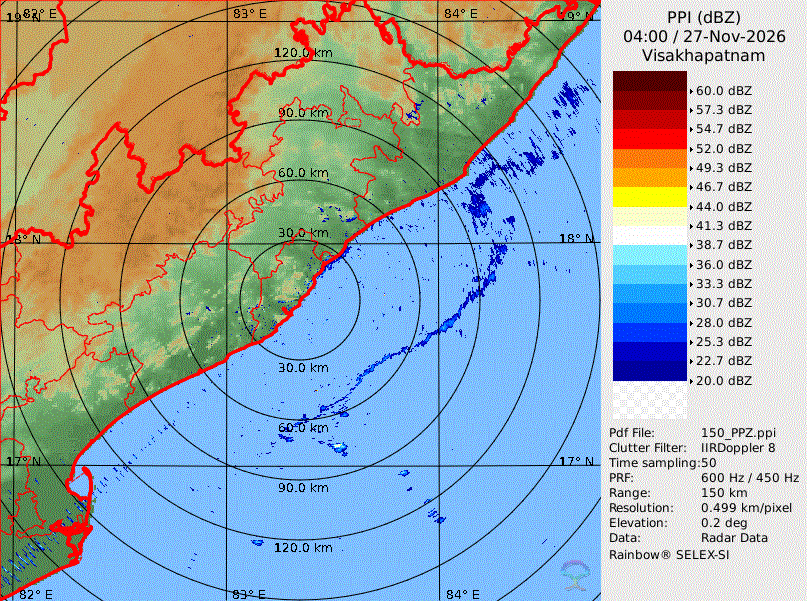 82° E
83° E
84° E
19° N
19° N
120.0 km
90.0 km
60.0 km
30.0 km
18° N
18° N
30.0 km
60.0 km
17° N
17° N
90.0 km
120.0 km
82° E
83° E
84° E
PPI (dBZ)
04:00 / 27-Nov-2026
Visakhapatnam
60.0 dBZ
57.3 dBZ
54.7 dBZ
52.0 dBZ
49.3 dBZ
46.7 dBZ
44.0 dBZ
41.3 dBZ
38.7 dBZ
36.0 dBZ
33.3 dBZ
30.7 dBZ
28.0 dBZ
25.3 dBZ
22.7 dBZ
20.0 dBZ
Pdf File: 150_PPZ.ppi
Clutter Filter: IIRDoppler 8
Time sampling:50
PRF: 600 Hz / 450 Hz
Range: 150 km
Resolution: 0.499 km/pixel
Elevation: 0.2 deg
Data: Radar Data
Rainbow® SELEX-SI